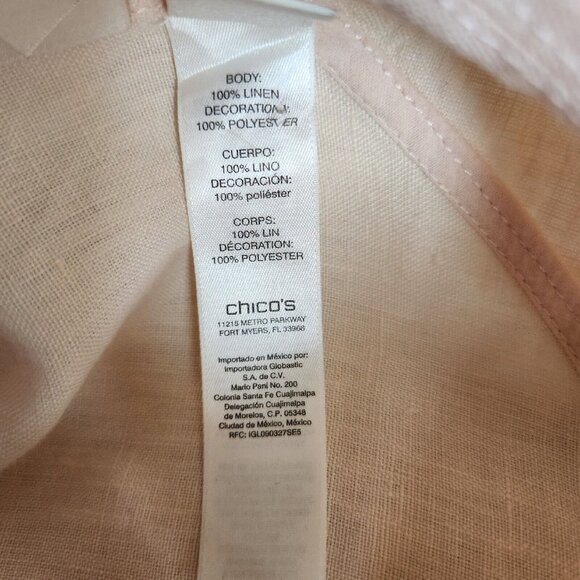 BODY:
100% LINEN
DECORATION:
100% POLYESTER
CUERPO:
100% LINO
DECORACIÓN:
100% poliéster
CORPS:
100% LIN
DÉCORATION:
100% POLYESTER
chico's
11215 METRO PARKWAY
FORT MYERS, FL 33966
Importado en México por:
Importadora Globastic
S.A. de C.V.
Mario Pani No. 200
Colonia Santa Fe Cuajimalpa
Delegación Cuajimalpa
de Morelos, C.P. 05348
Ciudad de México, México
RFC: IGL090327SE5